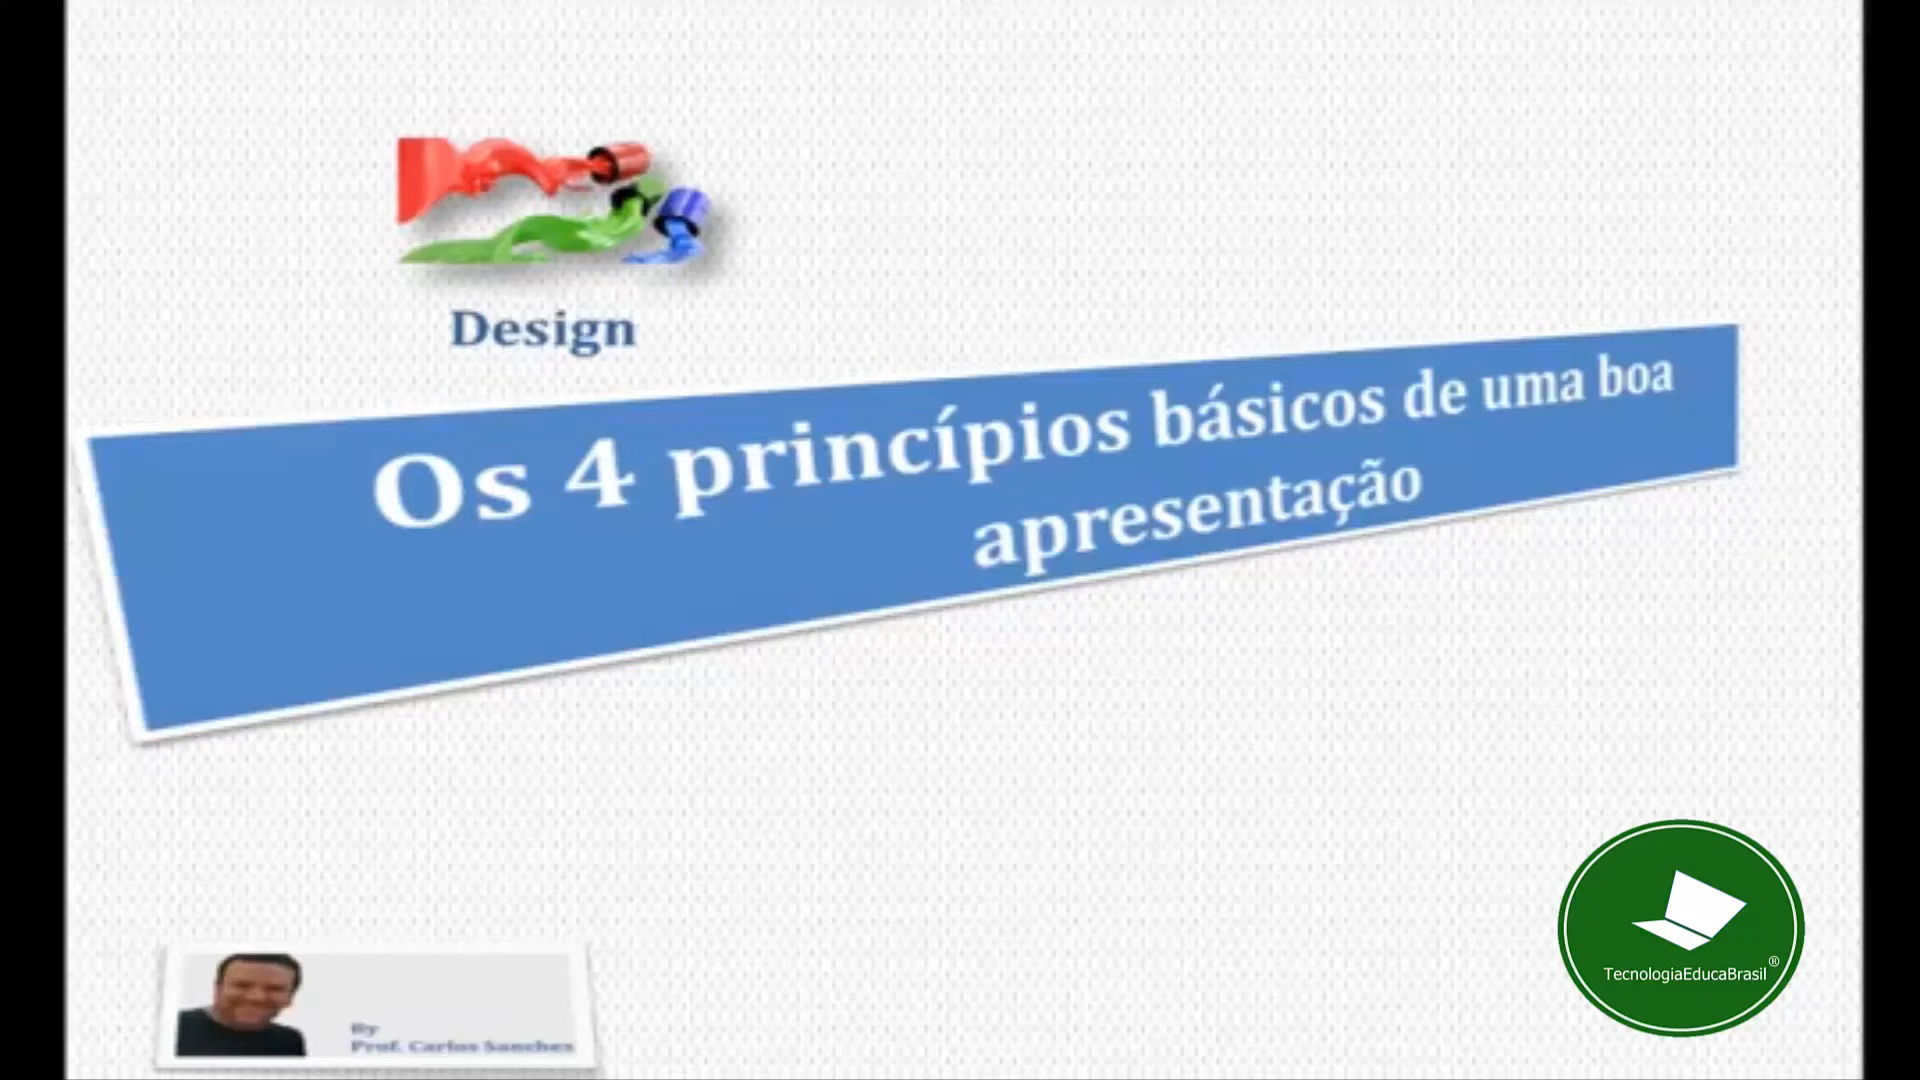 Design
Os 4 princípios básicos de uma boa
apresentação
By
Prof. Carlos Sanches
TecnologiaEducaBrasil®